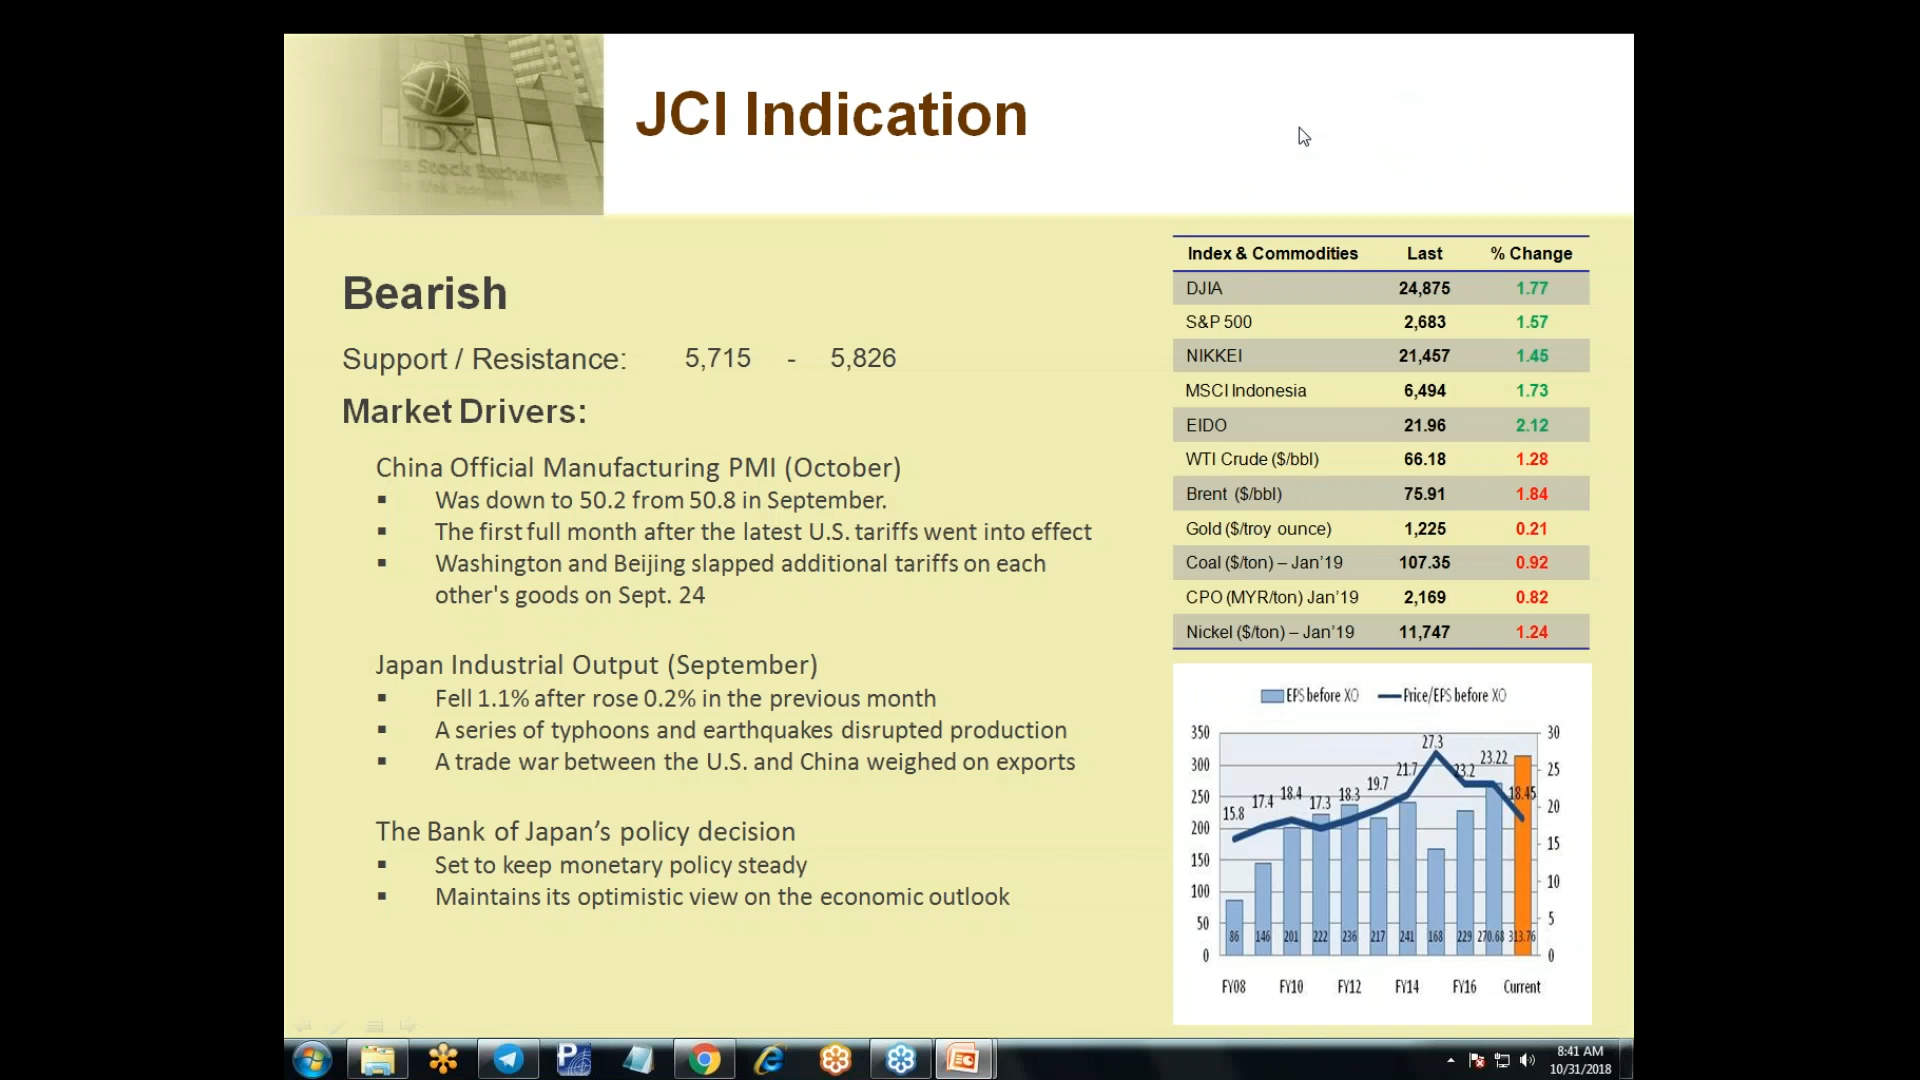 IDX
Stock Exchange
JCI Indication
Bearish
Support / Resistance: 5,715 - 5,826
Market Drivers:
China Official Manufacturing PMI (October)
▪ Was down to 50.2 from 50.8 in September.
▪ The first full month after the latest U.S. tariffs went into effect
▪ Washington and Beijing slapped additional tariffs on each
other's goods on Sept. 24
Japan Industrial Output (September)
▪ Fell 1.1% after rose 0.2% in the previous month
▪ A series of typhoons and earthquakes disrupted production
▪ A trade war between the U.S. and China weighed on exports
The Bank of Japan’s policy decision
▪ Set to keep monetary policy steady
▪ Maintains its optimistic view on the economic outlook
Index & Commodities Last % Change
DJIA 24,875 1.77
S&P 500 2,683 1.57
NIKKEI 21,457 1.45
MSCI Indonesia 6,494 1.73
EIDO 21.96 2.12
WTI Crude ($/bbl) 66.18 1.28
Brent ($/bbl) 75.91 1.84
Gold ($/troy ounce) 1,225 0.21
Coal ($/ton) – Jan’19 107.35 0.92
CPO (MYR/ton) Jan’19 2,169 0.82
Nickel ($/ton) – Jan’19 11,747 1.24
EPS before XO Price/EPS before XO
350 300 250 200 150 100 50 0
15.8 17.4 18.4 17.3 18.3 19.7 21.7 27.3 23.2 23.22 18.45
86 146 201 222 236 217 241 168 229 270.68 313.76
30 25 20 15 10 5 0
FY08 FY10 FY12 FY14 FY16 Current
8:41 AM
10/31/2018